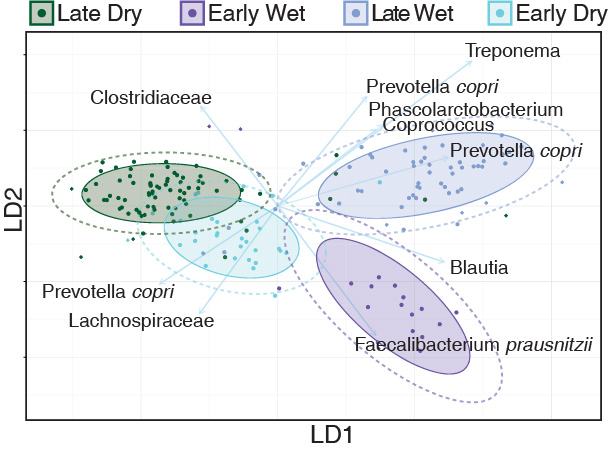 Late Dry Early Wet Late Wet Early Dry
Treponema
Prevotella copri
Clostridiaceae
Phascolarctobacterium
Coprococcus
Prevotella copri
LD2
Blautia
Prevotella copri
Lachnospiraceae
Faecalibacterium prausnitzii
LD1